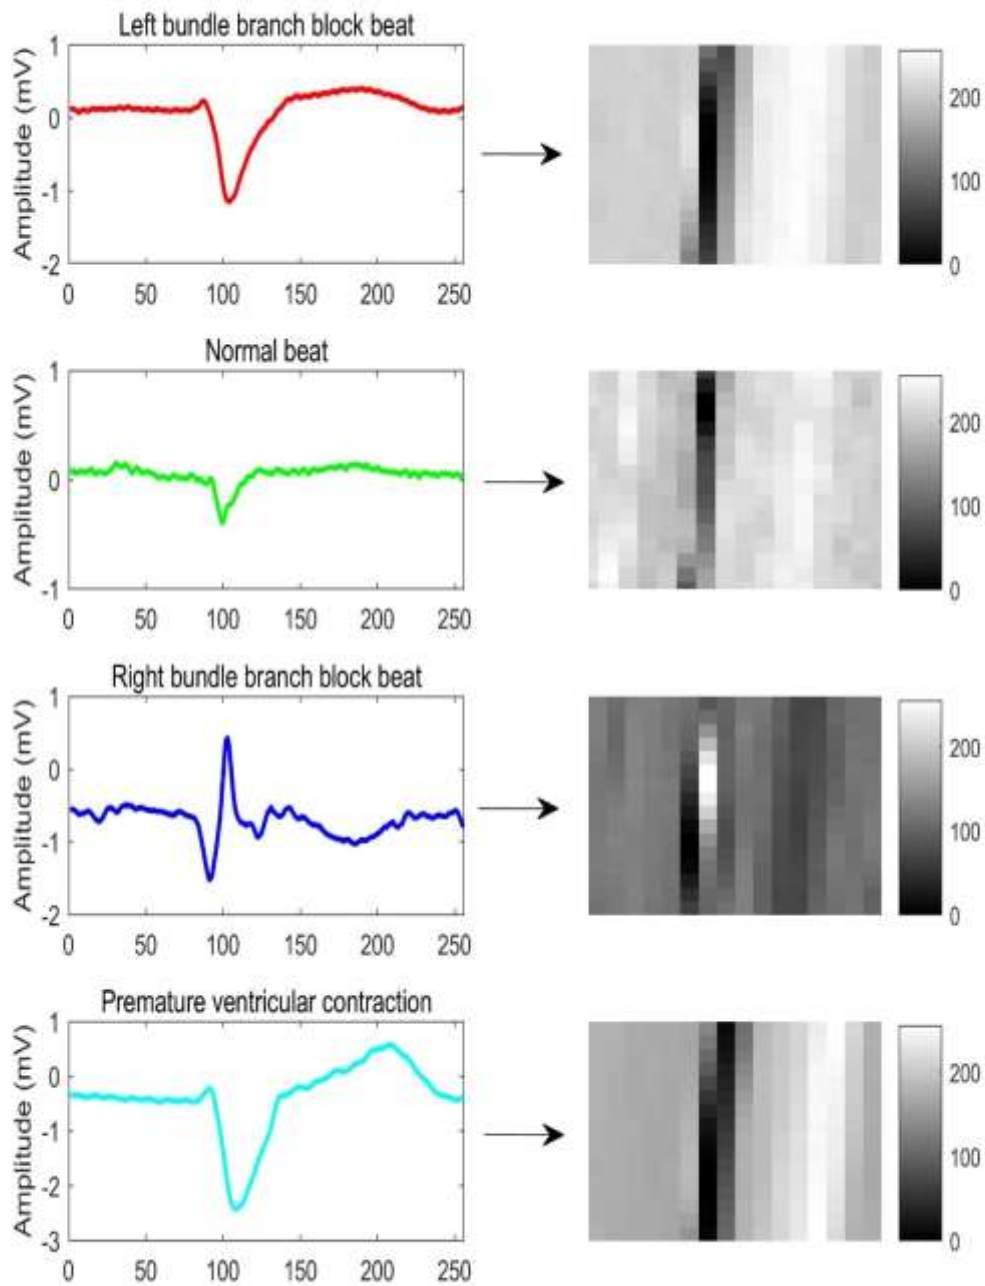 Left bundle branch block beat
Amplitude (mV)
1
0
-1
-2
0 50 100 150 200 250
200
100
0
Normal beat
Amplitude (mV)
1
0
-1
0 50 100 150 200 250
200
100
0
Right bundle branch block beat
Amplitude (mV)
1
0
-1
-2
0 50 100 150 200 250
200
100
0
Premature ventricular contraction
Amplitude (mV)
1
0
-1
-2
-3
0 50 100 150 200 250
200
100
0